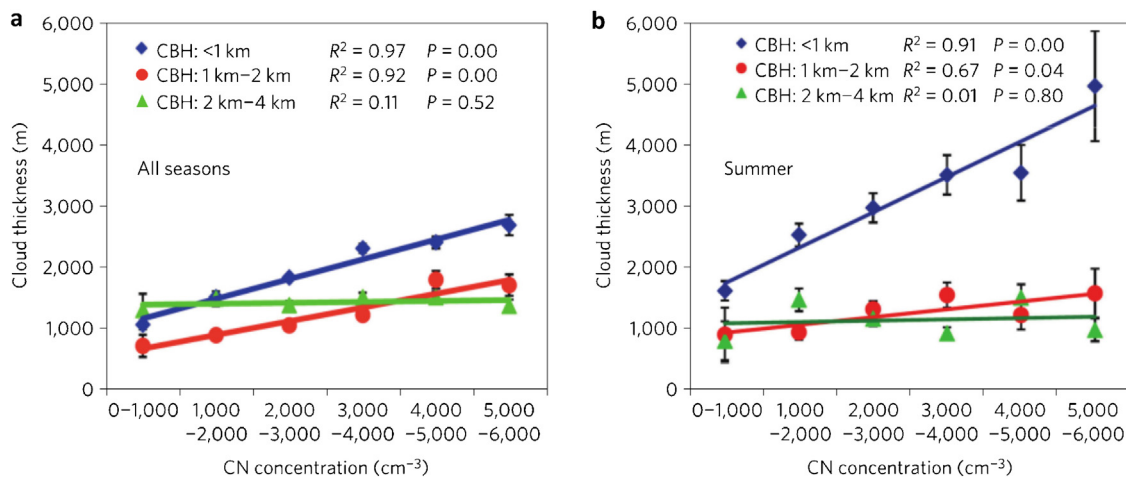 a
6,000
5,000
4,000
3,000
2,000
1,000
0
Cloud thickness (m)
CBH: <1 km R² = 0.97 P = 0.00
CBH: 1 km–2 km R² = 0.92 P = 0.00
CBH: 2 km–4 km R² = 0.11 P = 0.52
All seasons
0–1,000 1,000 2,000 3,000 4,000 5,000
–2,000 –3,000 –4,000 –5,000 –6,000
CN concentration (cm⁻³)
b
6,000
5,000
4,000
3,000
2,000
1,000
0
Cloud thickness (m)
CBH: <1 km R² = 0.91 P = 0.00
CBH: 1 km–2 km R² = 0.67 P = 0.04
CBH: 2 km–4 km R² = 0.01 P = 0.80
Summer
0–1,000 1,000 2,000 3,000 4,000 5,000
–2,000 –3,000 –4,000 –5,000 –6,000
CN concentration (cm⁻³)